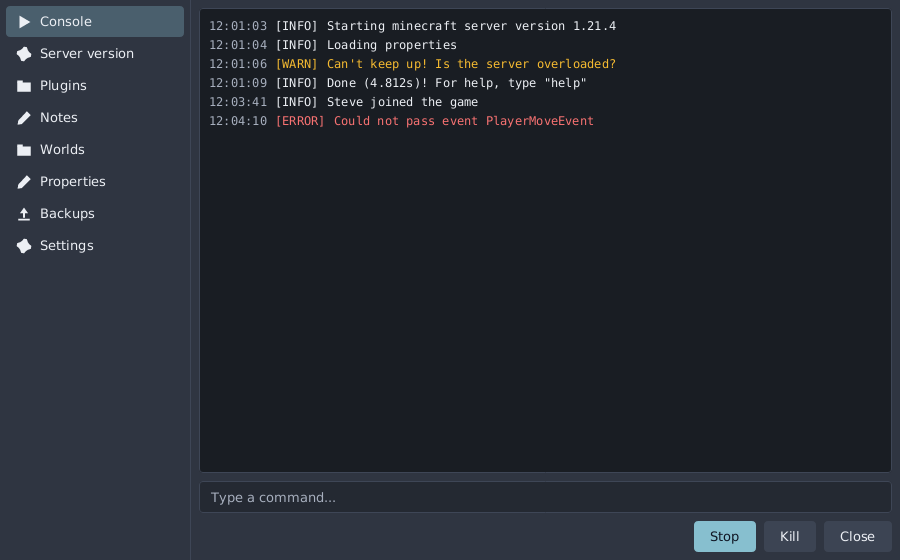 Console
Server version
Plugins
Notes
Worlds
Properties
Backups
Settings
12:01:03 [INFO] Starting minecraft server version 1.21.4
12:01:04 [INFO] Loading properties
12:01:06 [WARN] Can't keep up! Is the server overloaded?
12:01:09 [INFO] Done (4.812s)! For help, type "help"
12:03:41 [INFO] Steve joined the game
12:04:10 [ERROR] Could not pass event PlayerMoveEvent
Type a command...
Stop Kill Close